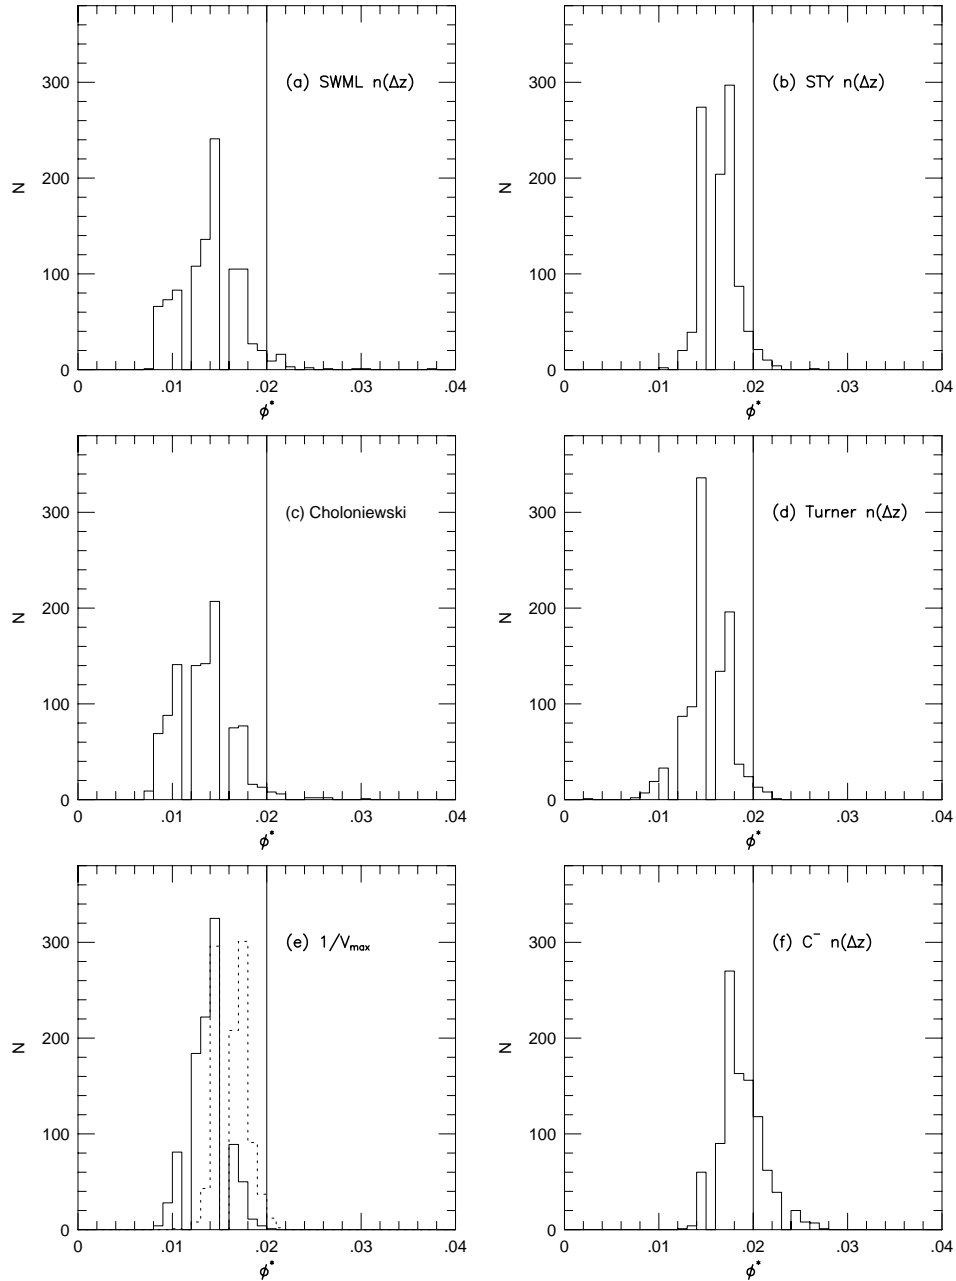 300
200
100
0
N
(a) SWML n(Δz)
0 .01 .02 .03 .04
ϕ*
300
200
100
0
N
(b) STY n(Δz)
0 .01 .02 .03 .04
ϕ*
300
200
100
0
N
(c) Choloniewski
0 .01 .02 .03 .04
ϕ*
300
200
100
0
N
(d) Turner n(Δz)
0 .01 .02 .03 .04
ϕ*
300
200
100
0
N
(e) 1/Vmax
0 .01 .02 .03 .04
ϕ*
300
200
100
0
N
(f) C⁻ n(Δz)
0 .01 .02 .03 .04
ϕ*